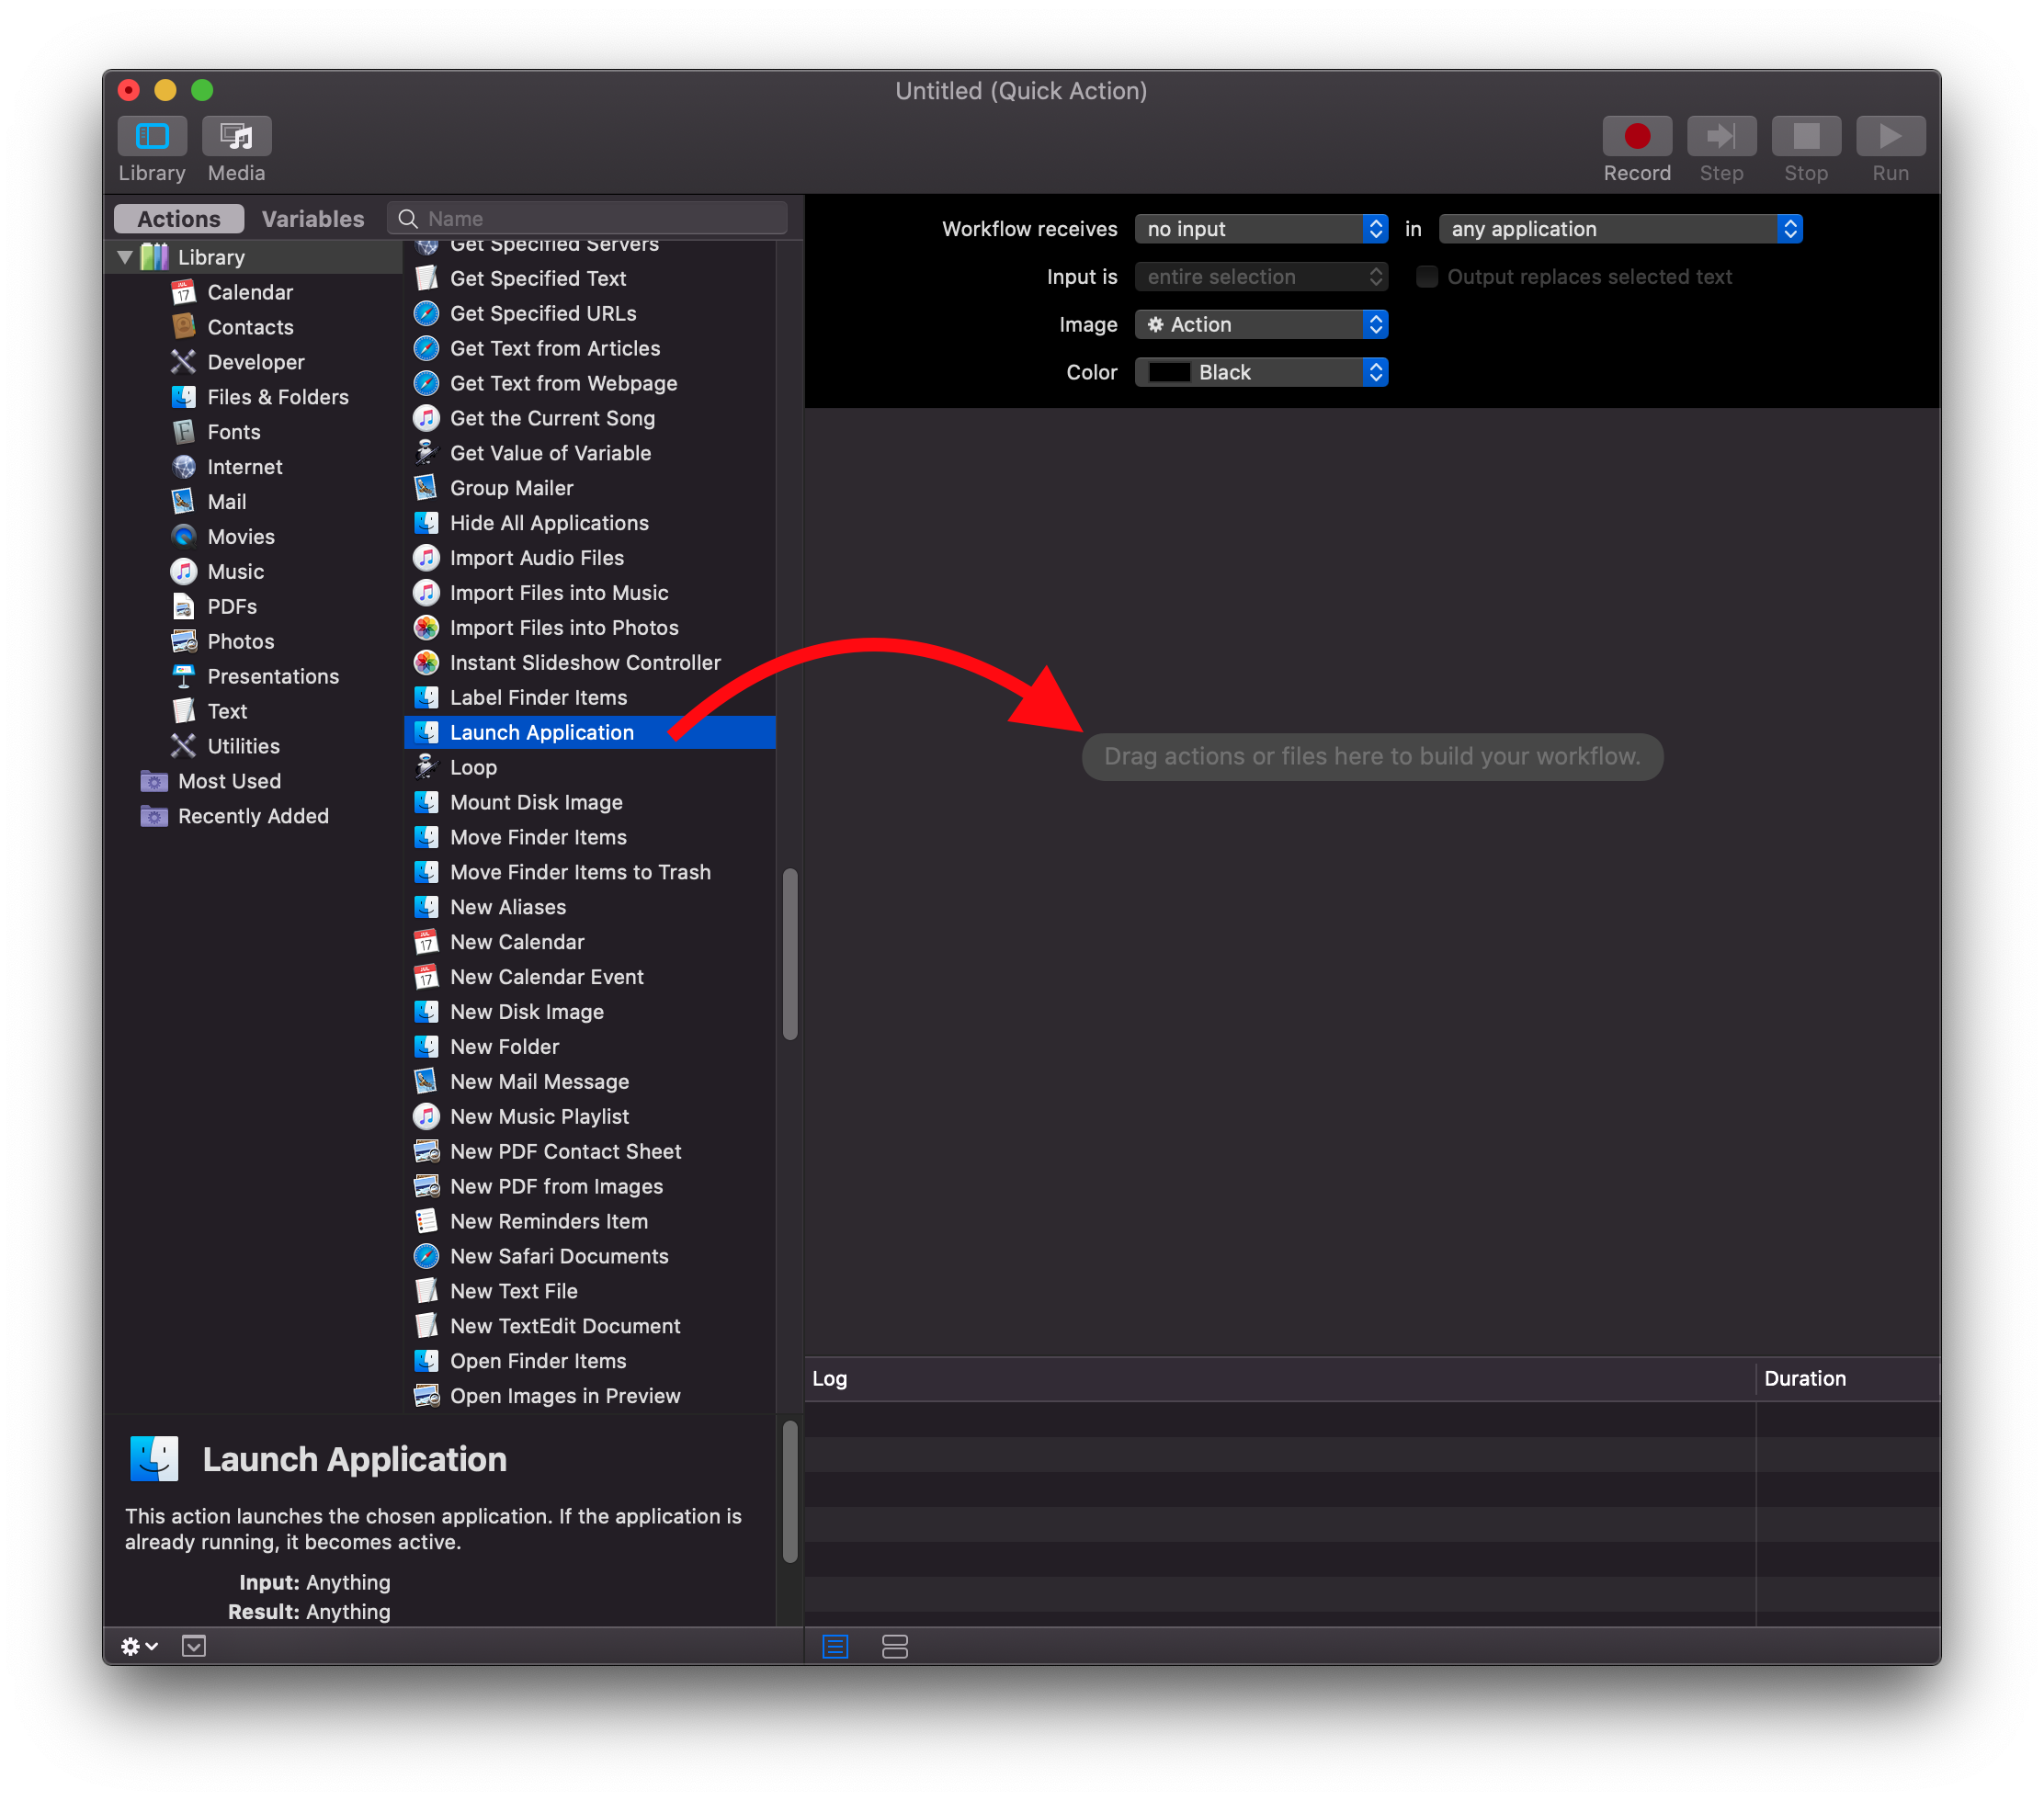 Untitled (Quick Action)
Library
Media
Record
Step
Stop
Run
Actions
Variables
Name
Library
Calendar
Contacts
Developer
Files & Folders
Fonts
Internet
Mail
Movies
Music
PDFs
Photos
Presentations
Text
Utilities
Most Used
Recently Added
Get Specified Servers
Get Specified Text
Get Specified URLs
Get Text from Articles
Get Text from Webpage
Get the Current Song
Get Value of Variable
Group Mailer
Hide All Applications
Import Audio Files
Import Files into Music
Import Files into Photos
Instant Slideshow Controller
Label Finder Items
Launch Application
Loop
Mount Disk Image
Move Finder Items
Move Finder Items to Trash
New Aliases
New Calendar
New Calendar Event
New Disk Image
New Folder
New Mail Message
New Music Playlist
New PDF Contact Sheet
New PDF from Images
New Reminders Item
New Safari Documents
New Text File
New TextEdit Document
Open Finder Items
Open Images in Preview
Workflow receives no input in any application
Input is entire selection Output replaces selected text
Image Action
Color Black
Drag actions or files here to build your workflow.
Log
Duration
Launch Application
This action launches the chosen application. If the application is
already running, it becomes active.
Input: Anything
Result: Anything